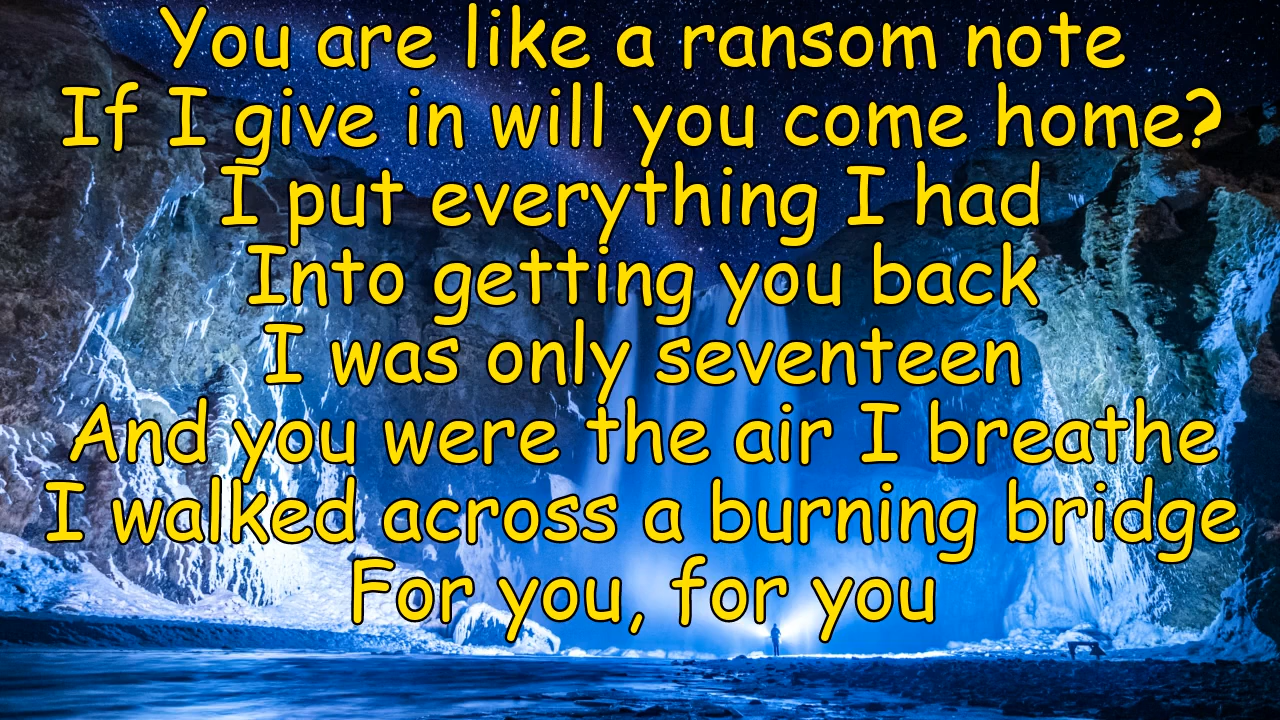 You are like a ransom note
If I give in will you come home?
I put everything I had
Into getting you back
I was only seventeen
And you were the air I breathe
I walked across a burning bridge
For you, for you